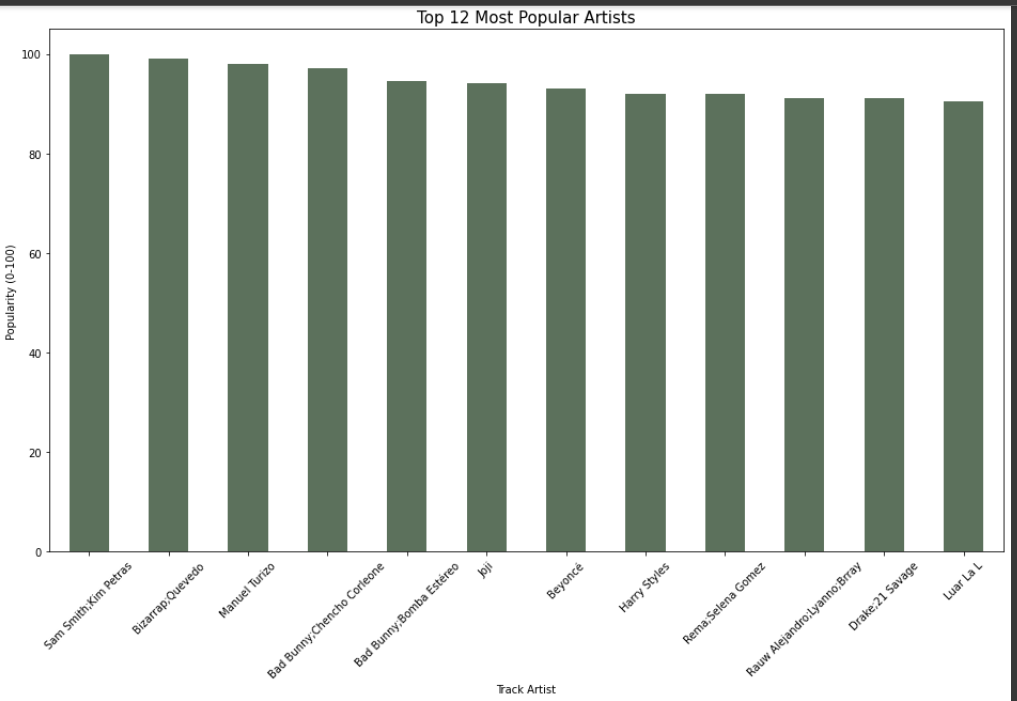 Top 12 Most Popular Artists
Popularity (0-100)
100
80
60
40
20
0
Sam Smith;Kim Petras
Bizarrap;Quevedo
Manuel Turizo
Bad Bunny;Chencho Corleone
Bad Bunny;Bomba Estéreo
Joji
Beyoncé
Harry Styles
Rema;Selena Gomez
Rauw Alejandro;Lyanno;Brray
Drake;21 Savage
Luar La L
Track Artist